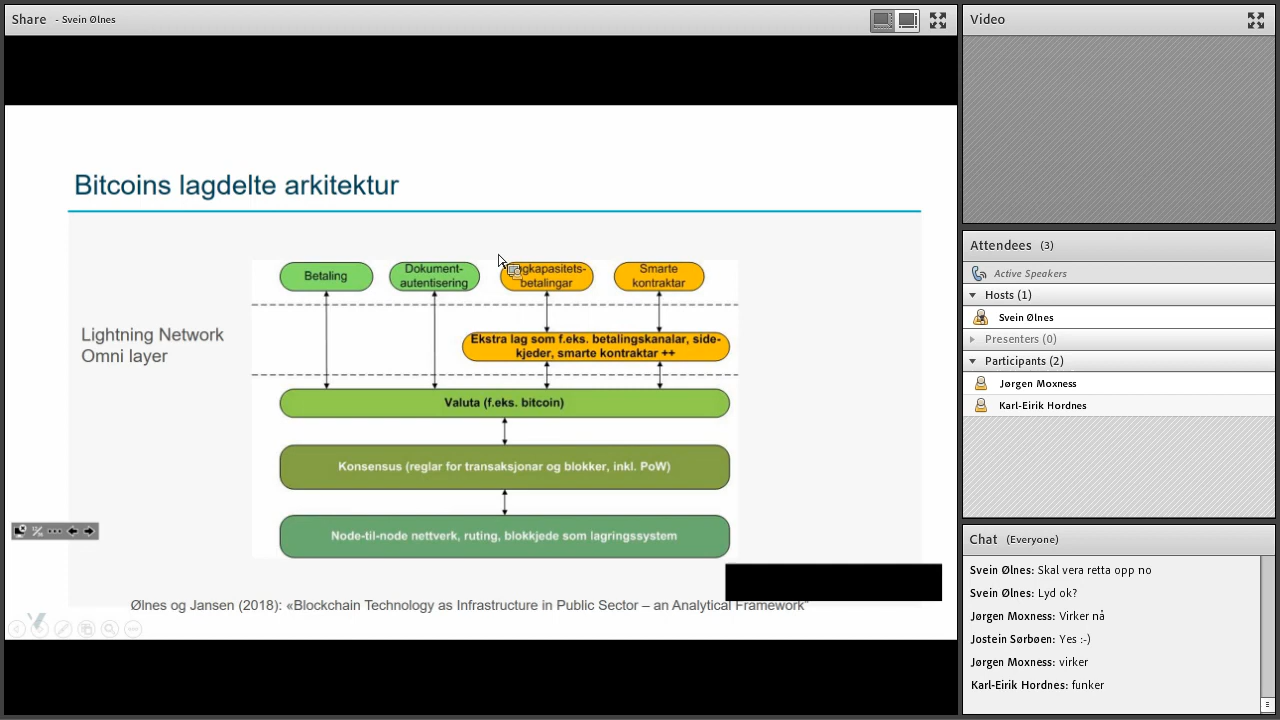 Share - Svein Ølnes
Bitcoins lagdelte arkitektur
Betaling
Dokument-
autentisering
gkapasitets-
betalingar
Smarte
kontraktar
Lightning Network
Omni layer
Ekstra lag som f.eks. betalingskanalar, side-
kjeder, smarte kontraktar ++
Valuta (f.eks. bitcoin)
Konsensus (reglar for transaksjonar og blokker, inkl. PoW)
Node-til-node nettverk, ruting, blokkjede som lagringssystem
Ølnes og Jansen (2018): «Blockchain Technology as Infrastructure in Public Sector – an Analytical Framework"
Video
Attendees (3)
Active Speakers
Hosts (1)
Svein Ølnes
Presenters (0)
Participants (2)
Jørgen Moxness
Karl-Eirik Hordnes
Chat (Everyone)
Svein Ølnes: Skal vera retta opp no
Svein Ølnes: Lyd ok?
Jørgen Moxness: Virker nå
Jostein Sørbøen: Yes :-)
Jørgen Moxness: virker
Karl-Eirik Hordnes: funker